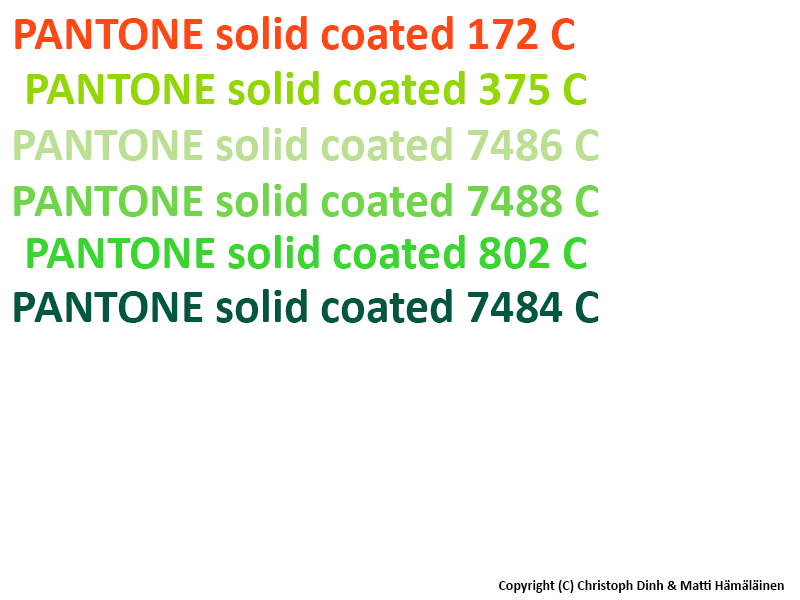 PANTONE solid coated 172 C
PANTONE solid coated 375 C
PANTONE solid coated 7486 C
PANTONE solid coated 7488 C
PANTONE solid coated 802 C
PANTONE solid coated 7484 C
Copyright (C) Christoph Dinh & Matti Hämäläinen